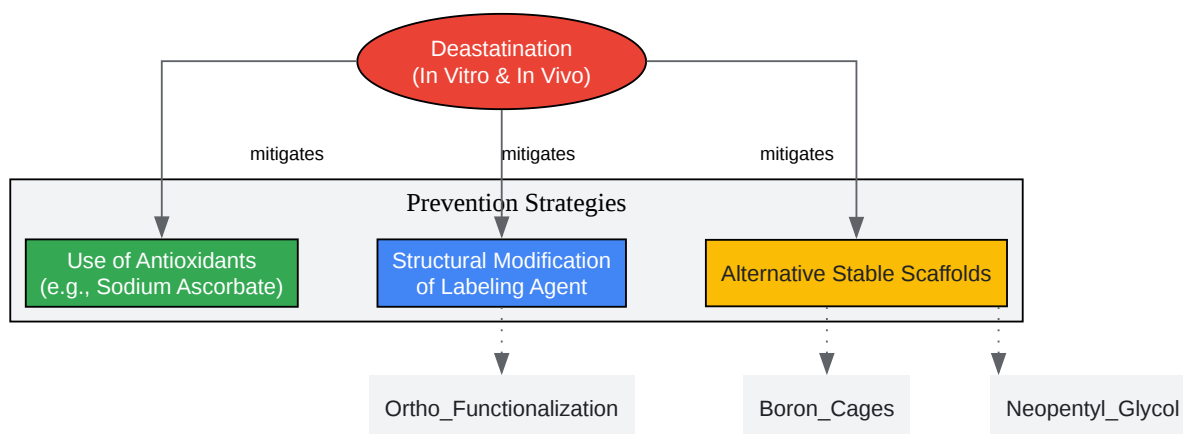 Deastatination
(In Vitro & In Vivo)
mitigates
mitigates
mitigates
Prevention Strategies
Use of Antioxidants
(e.g., Sodium Ascorbate)
Structural Modification
of Labeling Agent
Alternative Stable Scaffolds
Ortho_Functionalization
Boron_Cages
Neopentyl_Glycol